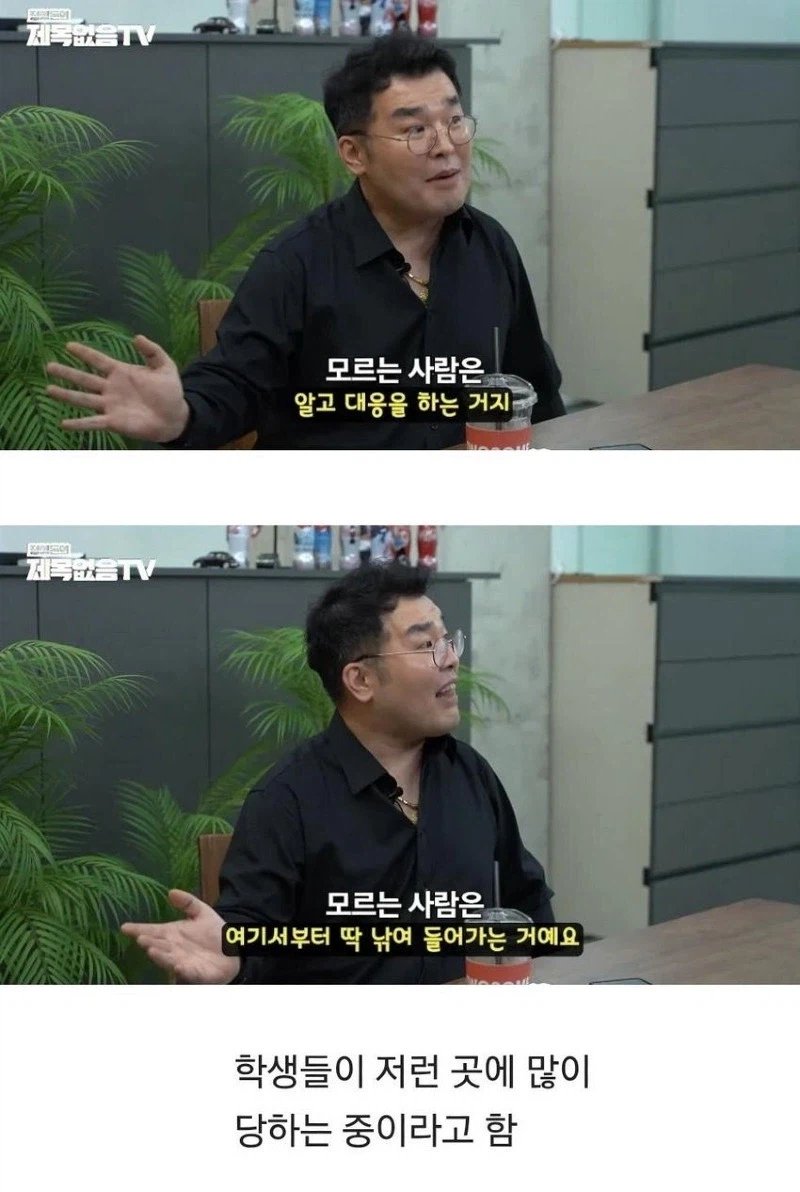 제목없음TV
모르는 사람은
알고 대응을 하는 거지
제목없음TV
모르는 사람은
여기서부터 딱 낚여 들어가는 거예요
학생들이 저런 곳에 많이
당하는 중이라고 함